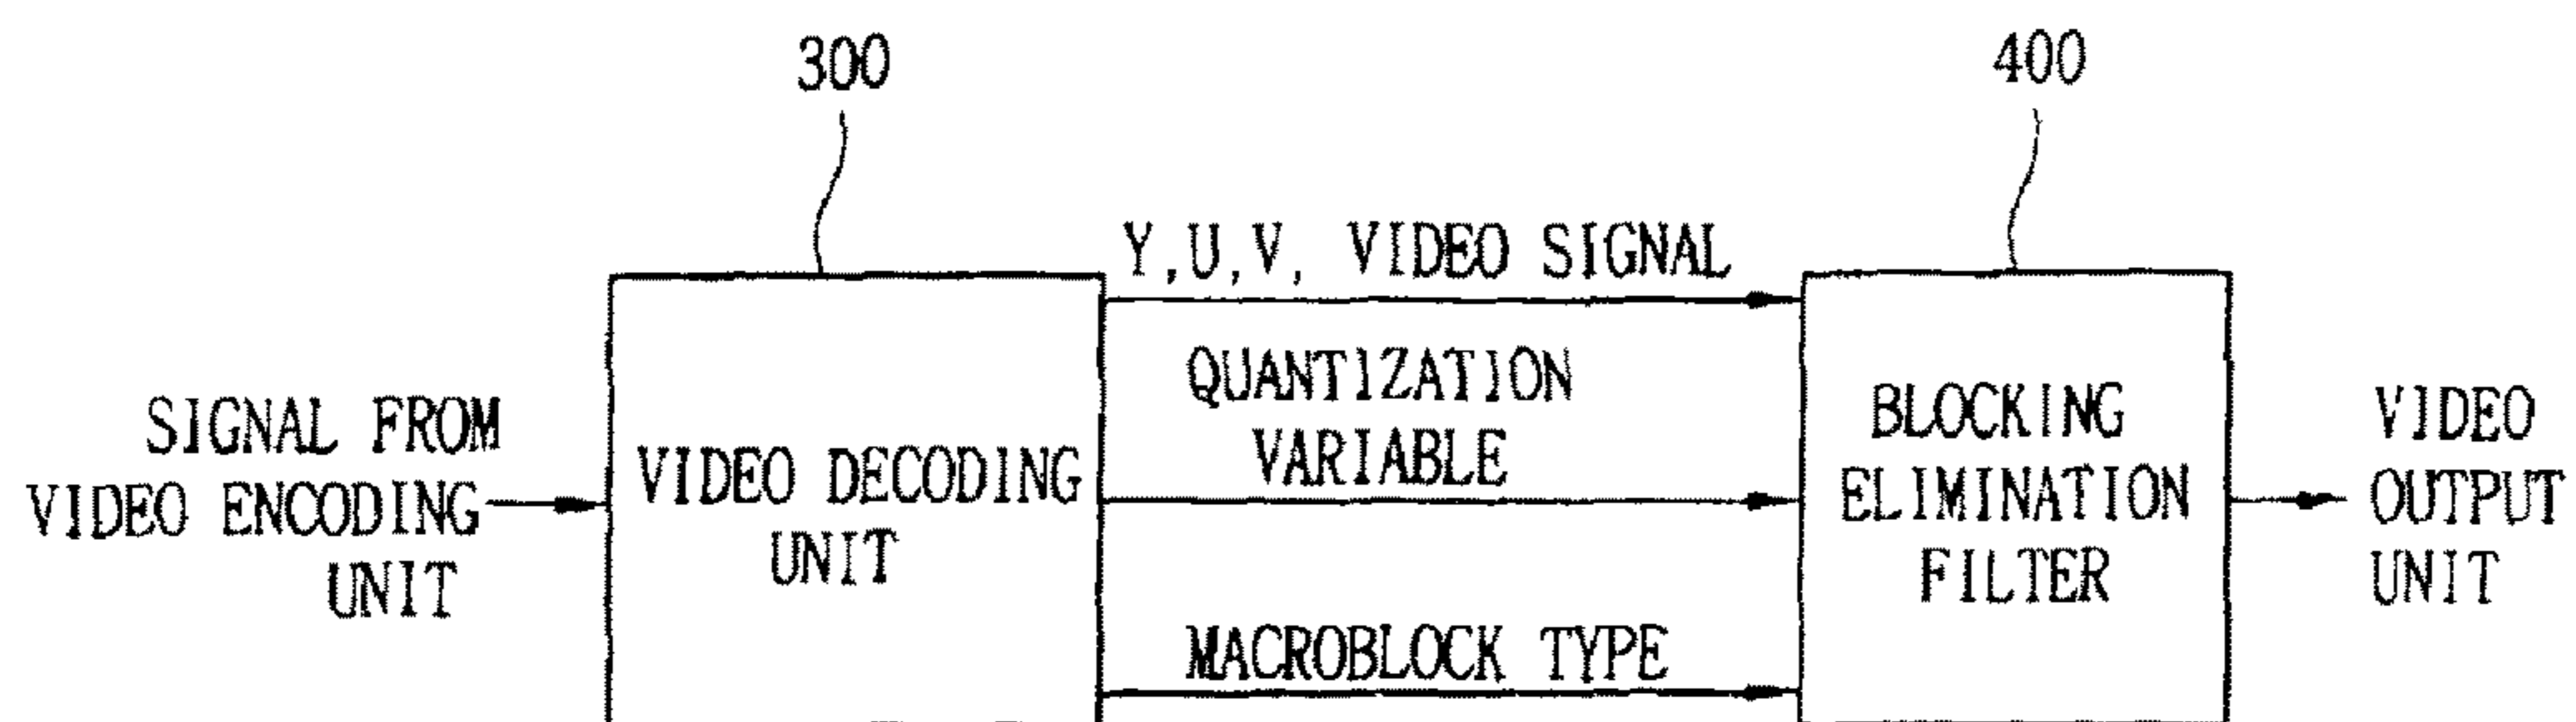 300
400
Y,U,V, VIDEO SIGNAL
QUANTIZATION
VARIABLE
MACROBLOCK TYPE
SIGNAL FROM
VIDEO ENCODING
UNIT
VIDEO DECODING
UNIT
BLOCKING
ELIMINATION
FILTER
VIDEO
OUTPUT
UNIT